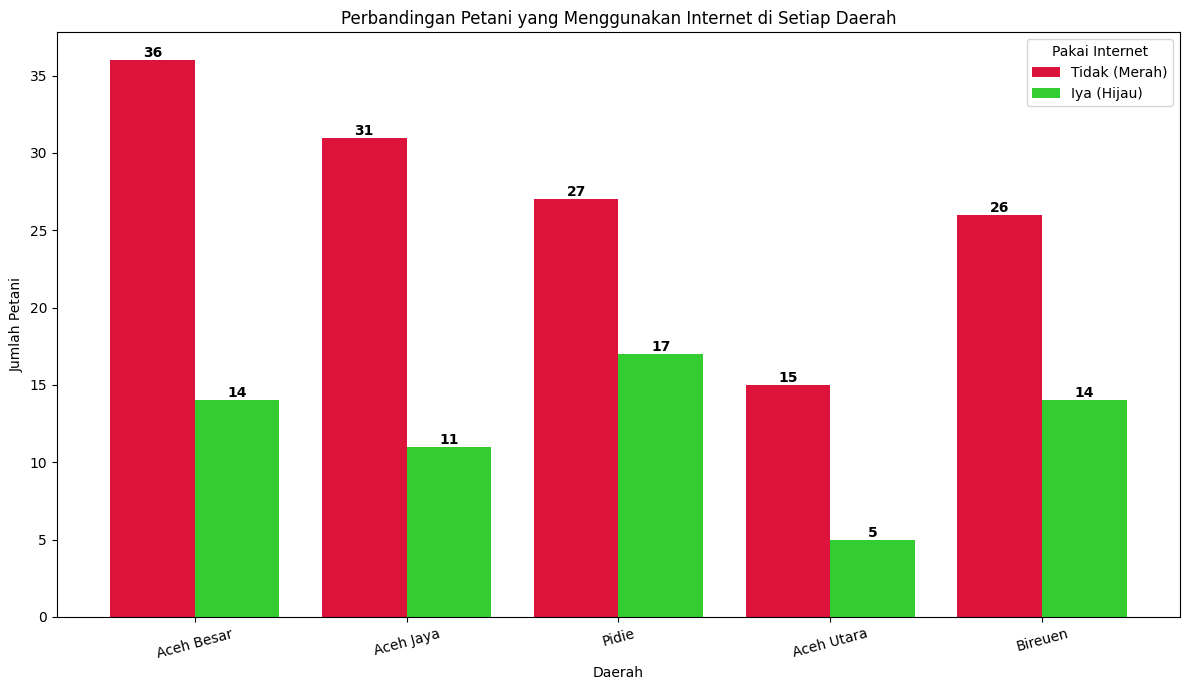 Perbandingan Petani yang Menggunakan Internet di Setiap Daerah
Pakai Internet
Tidak (Merah)
Iya (Hijau)
Jumlah Petani
35
30
25
20
15
10
5
0
36
14
31
11
27
17
15
5
26
14
Aceh Besar
Aceh Jaya
Pidie
Aceh Utara
Bireuen
Daerah